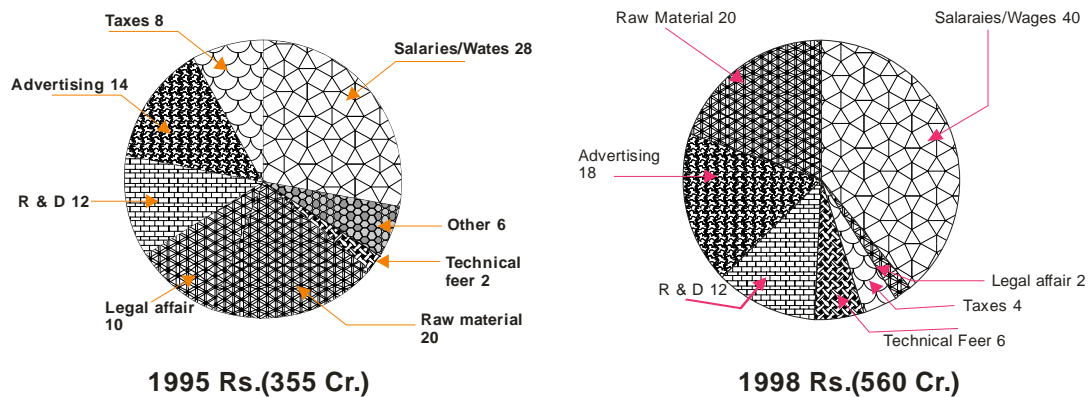 Taxes 8
Salaries/Wates 28
Advertising 14
R & D 12
Other 6
Technical
feer 2
Legal affair
10
Raw material
20
1995 Rs.(355 Cr.)
Raw Material 20
Salaraies/Wages 40
Advertising
18
R & D 12
Legal affair 2
Taxes 4
Technical Feer 6
1998 Rs.(560 Cr.)